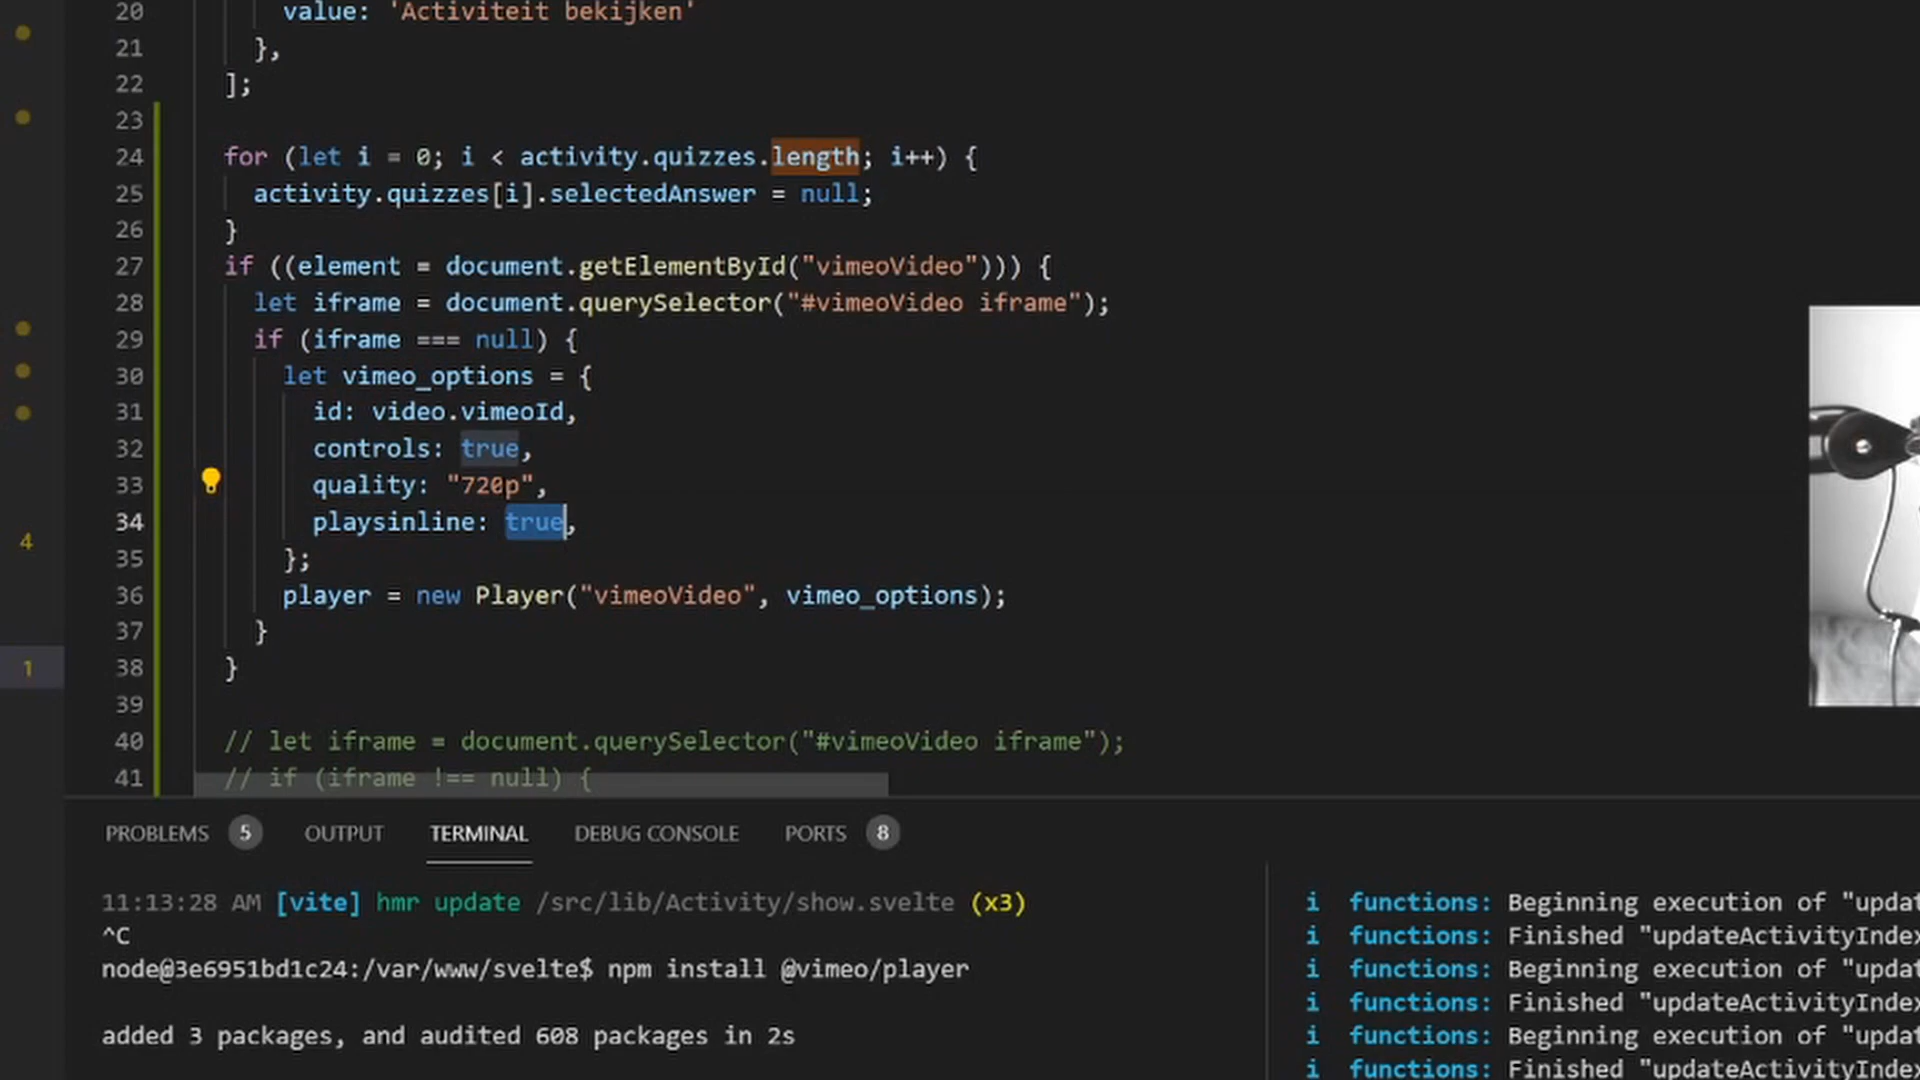 20 value: 'Activiteit bekijken'
21 },
22 ];
23
24 for (let i = 0; i < activity.quizzes.length; i++) {
25 activity.quizzes[i].selectedAnswer = null;
26 }
27 if ((element = document.getElementById("vimeoVideo"))) {
28 let iframe = document.querySelector("#vimeoVideo iframe");
29 if (iframe === null) {
30 let vimeo_options = {
31 id: video.vimeoId,
32 controls: true,
33 quality: "720p",
34 playsinline: true,
35 };
36 player = new Player("vimeoVideo", vimeo_options);
37 }
38 }
39
40 // let iframe = document.querySelector("#vimeoVideo iframe");
41 // if (iframe !== null) {
4
1
PROBLEMS 5 OUTPUT TERMINAL DEBUG CONSOLE PORTS 8
11:13:28 AM [vite] hmr update /src/lib/Activity/show.svelte (x3)
^C
node@3e6951bd1c24:/var/www/svelte$ npm install @vimeo/player
added 3 packages, and audited 608 packages in 2s
i functions: Beginning execution of "updat
i functions: Finished "updateActivityIndex
i functions: Beginning execution of "updat
i functions: Finished "updateActivityIndex
i functions: Beginning execution of "updat
i functions: Finished "updateActivityIndex